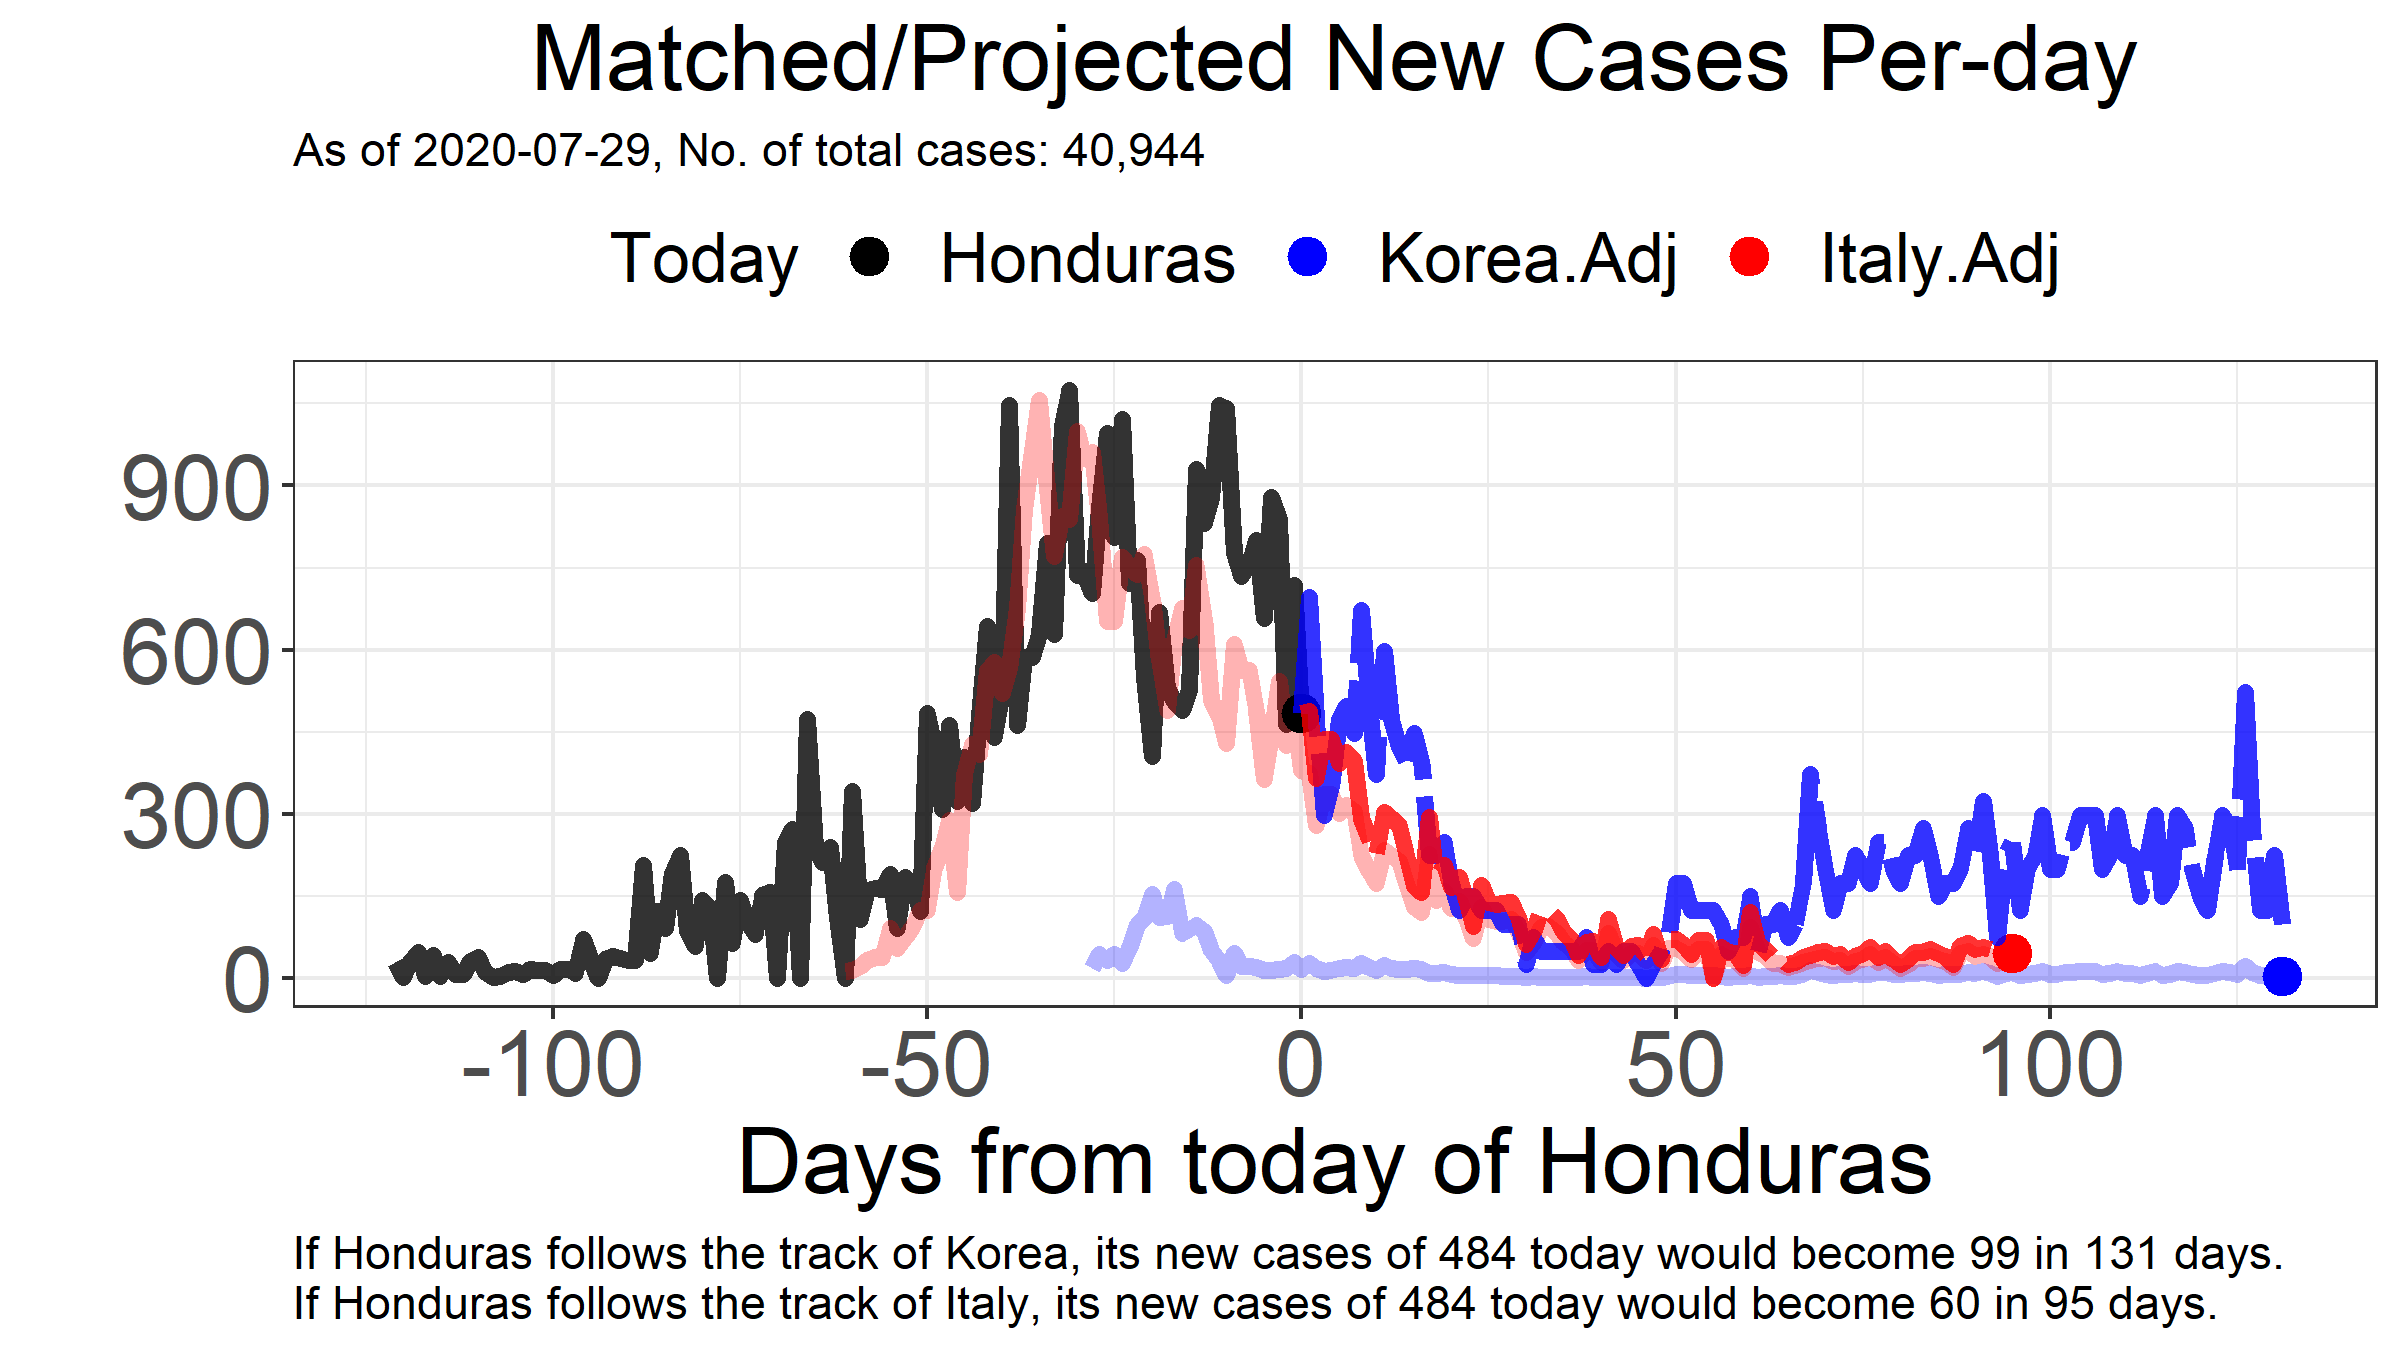 Matched/Projected New Cases Per-day
As of 2020-07-29, No. of total cases: 40,944
Today Honduras Korea.Adj Italy.Adj
900
600
300
0
-100 -50 0 50 100
Days from today of Honduras
If Honduras follows the track of Korea, its new cases of 484 today would become 99 in 131 days.
If Honduras follows the track of Italy, its new cases of 484 today would become 60 in 95 days.